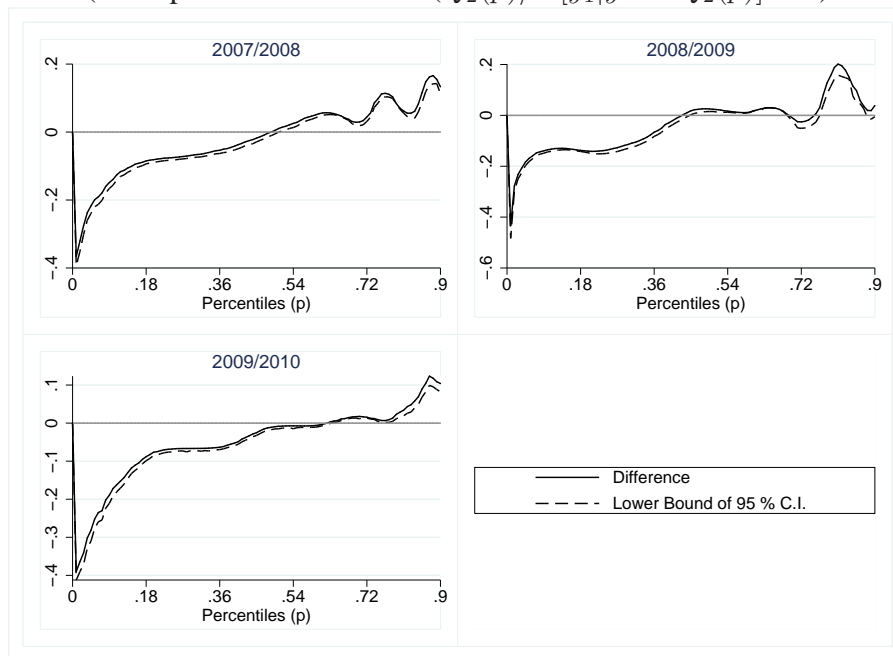 2007/2008
.2
0
-.2
-.4
0 .18 .36 .54 .72 .9
Percentiles (p)
2008/2009
.2
0
-.2
-.4
-.6
0 .18 .36 .54 .72 .9
Percentiles (p)
2009/2010
.1
0
-.1
-.2
-.3
-.4
0 .18 .36 .54 .72 .9
Percentiles (p)
Difference
Lower Bound of 95 % C.I.